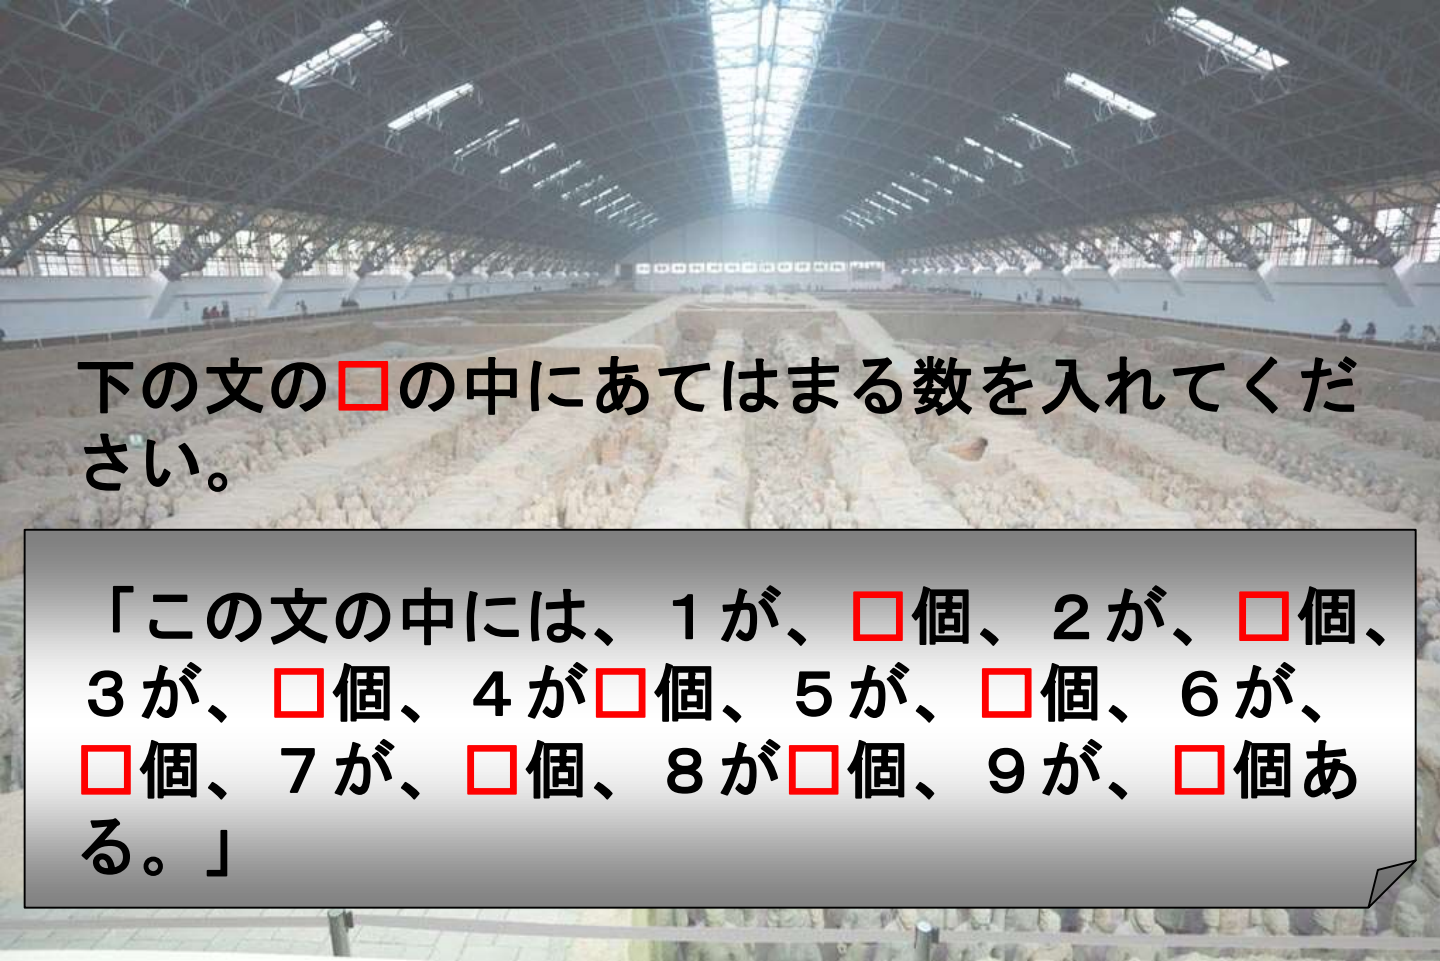 下の文の□の中にあてはまる数を入れてくだ
さい。
「この文の中には、１が、□個、２が、□個、
３が、□個、４が□個、５が、□個、６が、
□個、７が、□個、８が□個、９が、□個あ
る。」